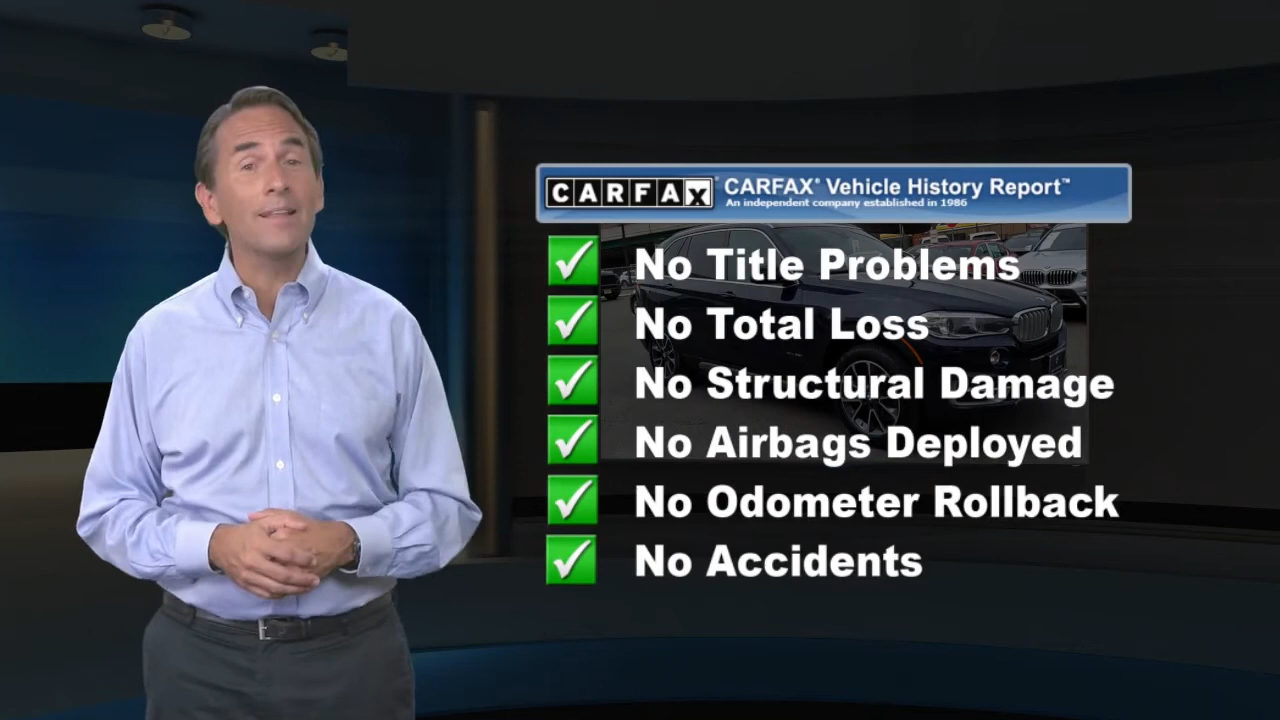 CARFAX® CARFAX® Vehicle History Report™
An independent company established in 1986
No Title Problems
No Total Loss
No Structural Damage
No Airbags Deployed
No Odometer Rollback
No Accidents